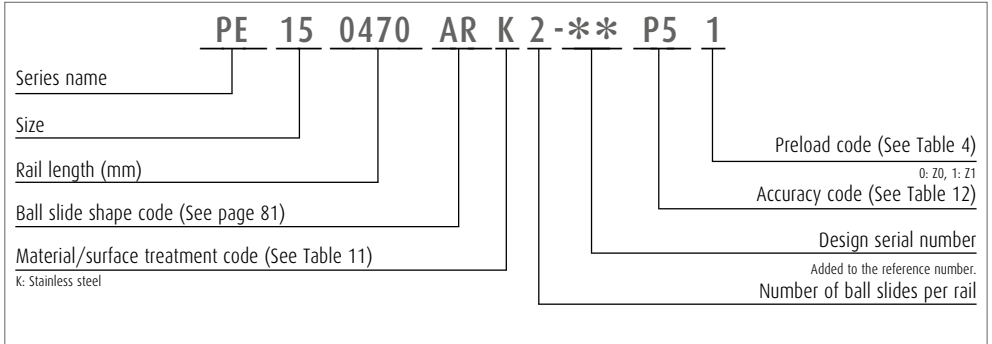 PE 15 0470 AR K 2 -** P5 1
Series name
Size
Rail length (mm)
Ball slide shape code (See page 81)
Material/surface treatment code (See Table 11)
K: Stainless steel
Preload code (See Table 4)
0: Z0, 1: Z1
Accuracy code (See Table 12)
Design serial number
Added to the reference number.
Number of ball slides per rail